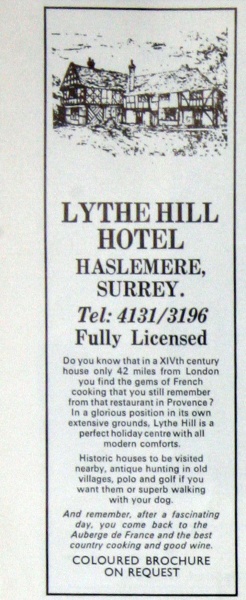 LYTHE HILL
HOTEL
HASLEMERE,
SURREY.
Tel: 4131/3196
Fully Licensed
Do you know that in a XIVth century
house only 42 miles from London
you find the gems of French
cooking that you still remember
from that restaurant in Provence?
In a glorious position in its own
extensive grounds, Lythe Hill is a
perfect holiday centre with all
modern comforts.
Historic houses to be visited
nearby, antique hunting in old
villages, polo and golf if you
want them or superb walking
with your dog.
And remember, after a fascinating
day, you come back to the
Auberge de France and the best
country cooking and good wine.
COLOURED BROCHURE
ON REQUEST